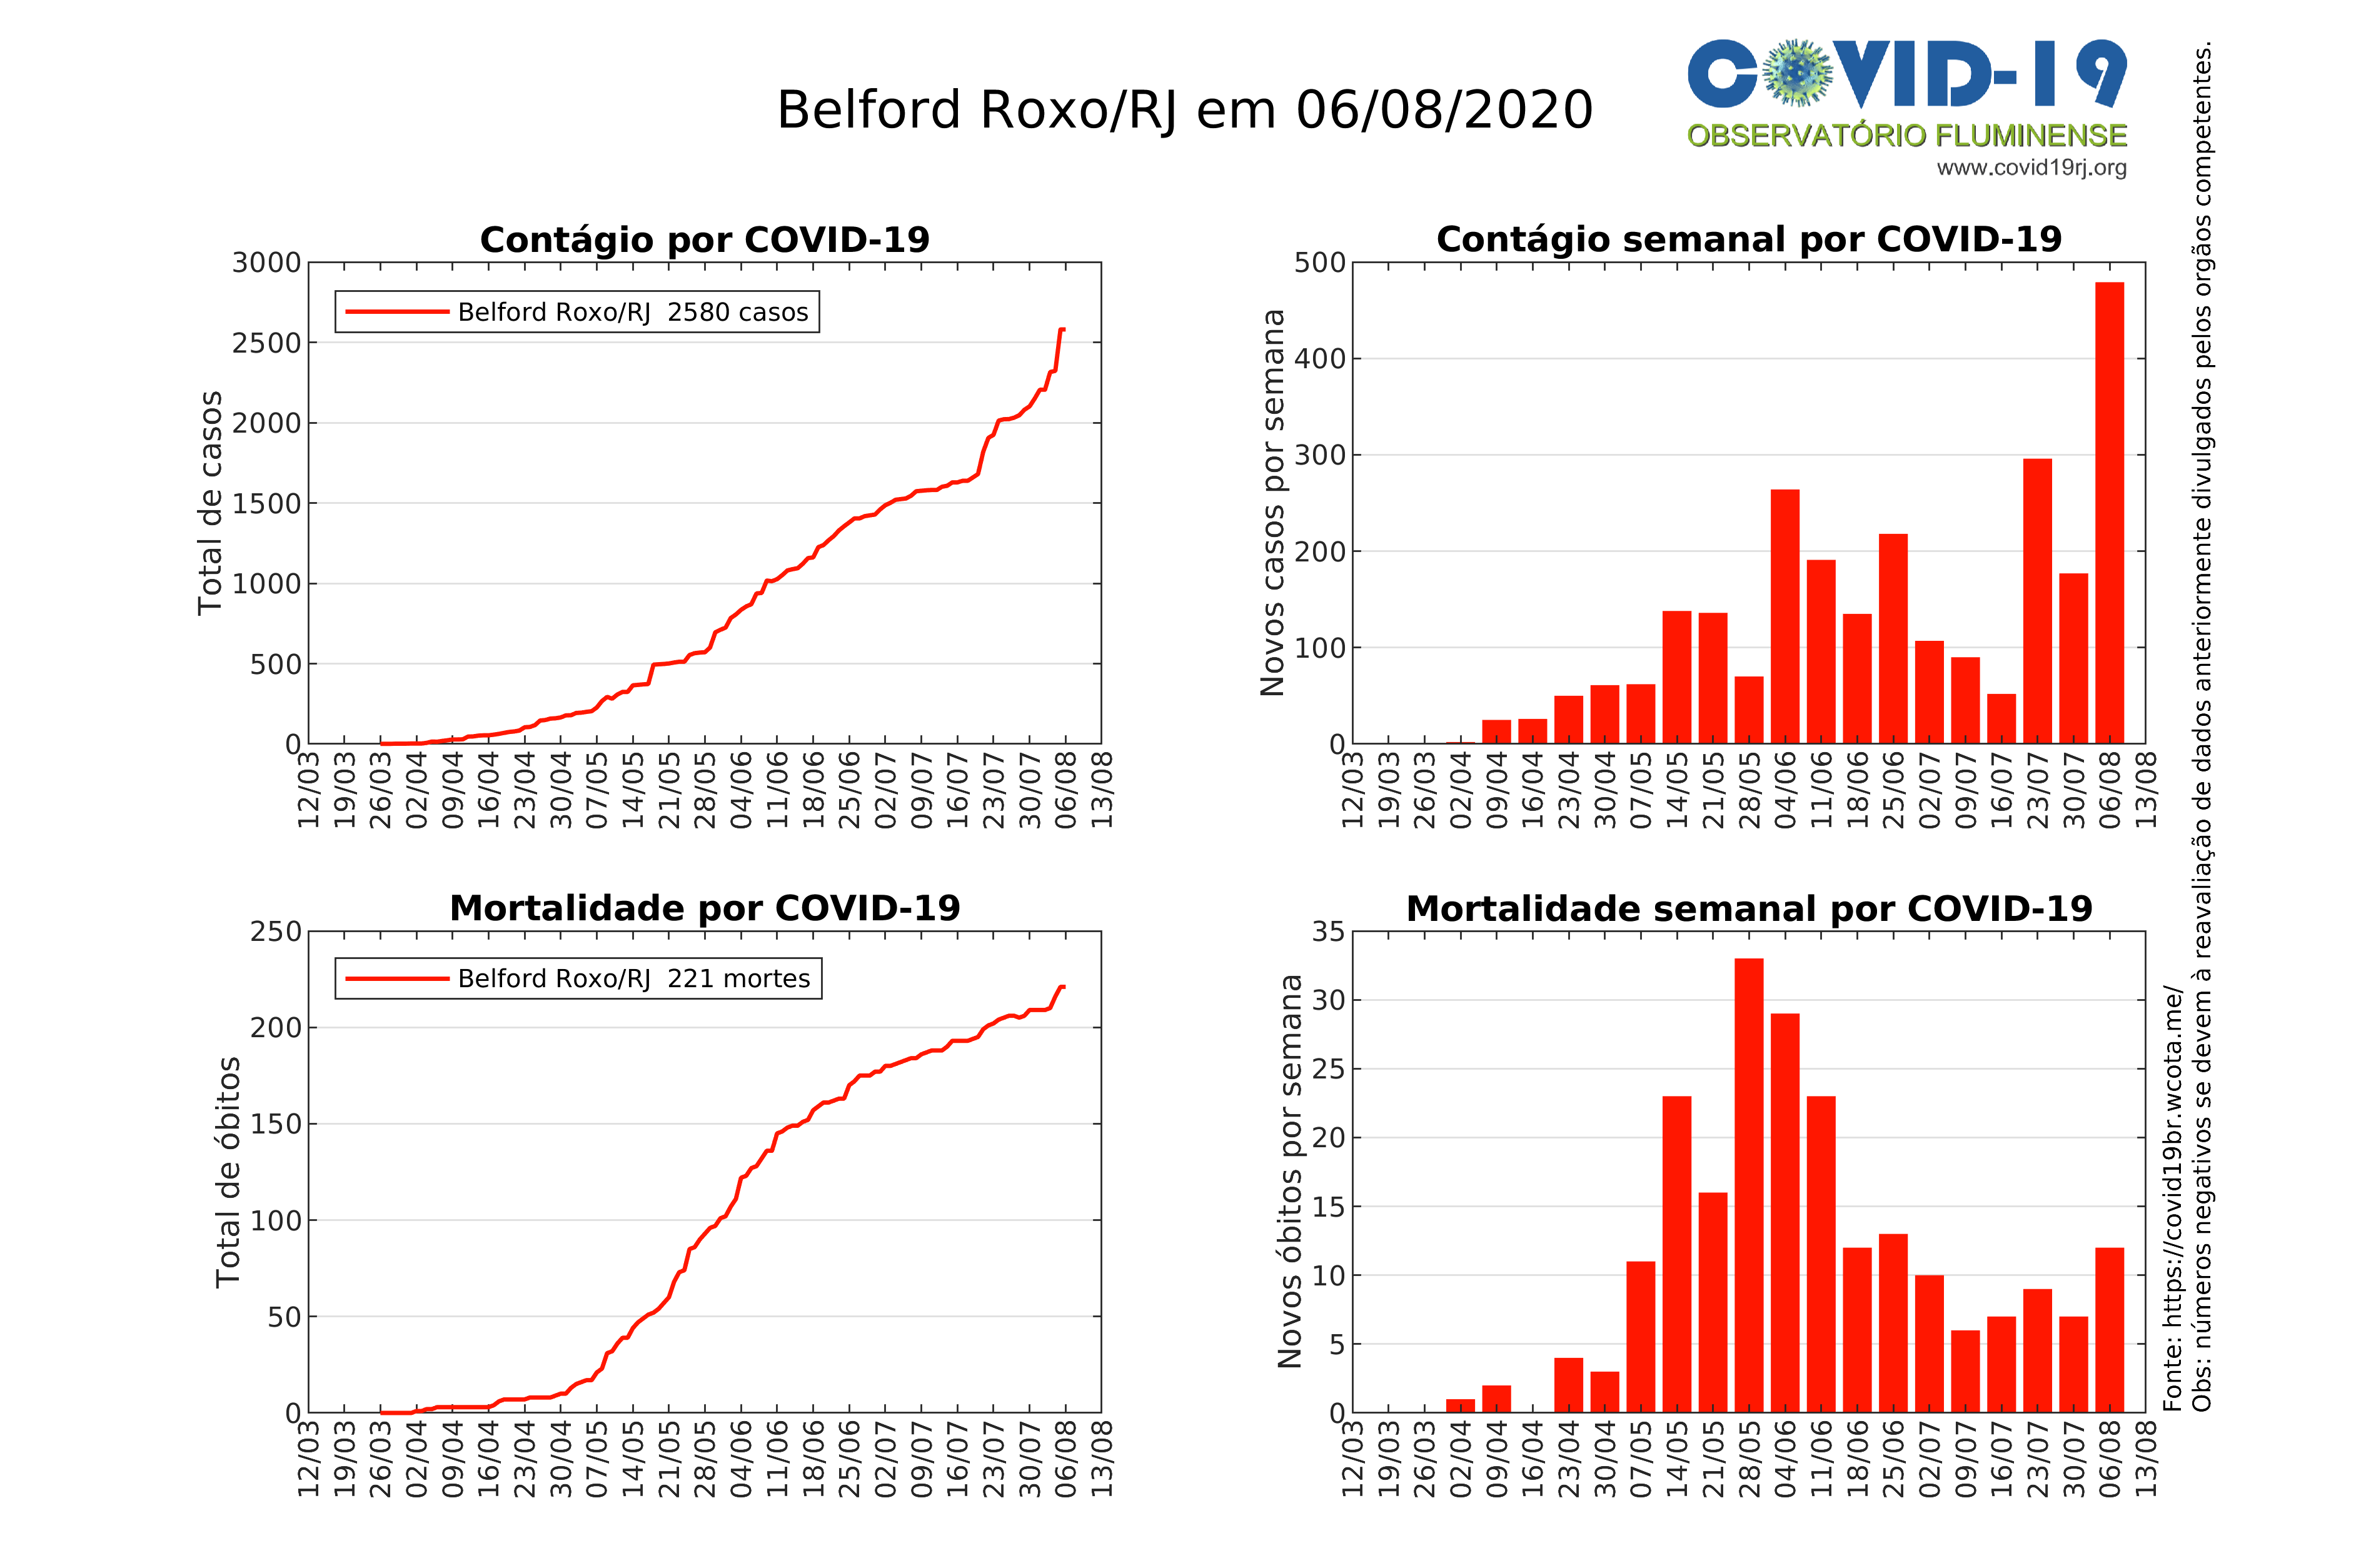 Belford Roxo/RJ em 06/08/2020
COVID-19
OBSERVATÓRIO FLUMINENSE
www.covid19rj.org
Contágio por COVID-19
Total de casos
3000
2500
2000
1500
1000
500
0
Belford Roxo/RJ 2580 casos
12/03 19/03 26/03 02/04 09/04 16/04 23/04 30/04 07/05 14/05 21/05 28/05 04/06 11/06 18/06 25/06 02/07 09/07 16/07 23/07 30/07 06/08 13/08
Contágio semanal por COVID-19
Novos casos por semana
500
400
300
200
100
0
12/03 19/03 26/03 02/04 09/04 16/04 23/04 30/04 07/05 14/05 21/05 28/05 04/06 11/06 18/06 25/06 02/07 09/07 16/07 23/07 30/07 06/08 13/08
Mortalidade por COVID-19
Total de óbitos
250
200
150
100
50
0
Belford Roxo/RJ 221 mortes
12/03 19/03 26/03 02/04 09/04 16/04 23/04 30/04 07/05 14/05 21/05 28/05 04/06 11/06 18/06 25/06 02/07 09/07 16/07 23/07 30/07 06/08 13/08
Mortalidade semanal por COVID-19
Novos óbitos por semana
35
30
25
20
15
10
5
0
12/03 19/03 26/03 02/04 09/04 16/04 23/04 30/04 07/05 14/05 21/05 28/05 04/06 11/06 18/06 25/06 02/07 09/07 16/07 23/07 30/07 06/08 13/08
Fonte: https://covid19br.wcota.me/
Obs: números negativos se devem à reavaliação de dados anteriormente divulgados pelos orgãos competentes.